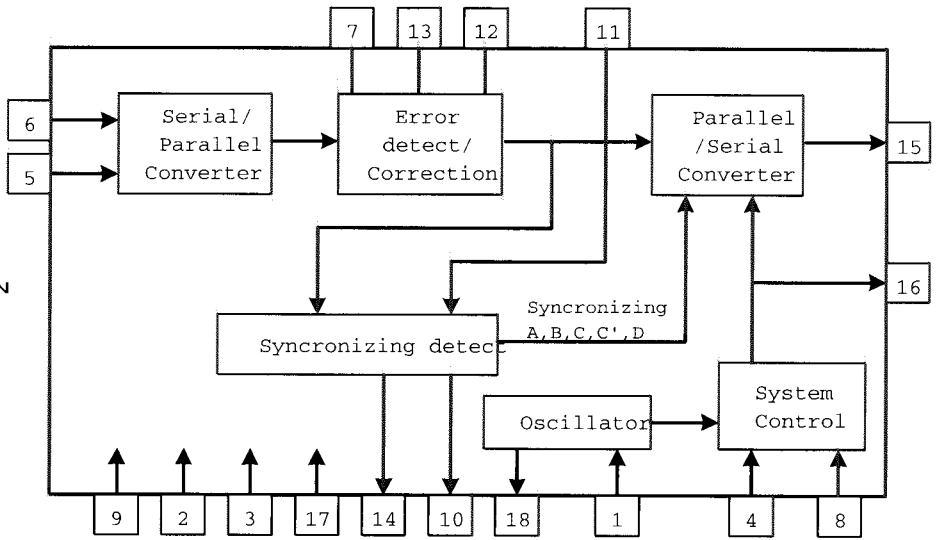 7
13
12
11
6
5
Serial/
Parallel
Converter
Error
detect/
Correction
Parallel
/Serial
Converter
15
16
Syncronizing
A,B,C,C',D
Syncronizing detect
System
Control
Oscillator
9
2
3
17
14
10
18
1
4
8